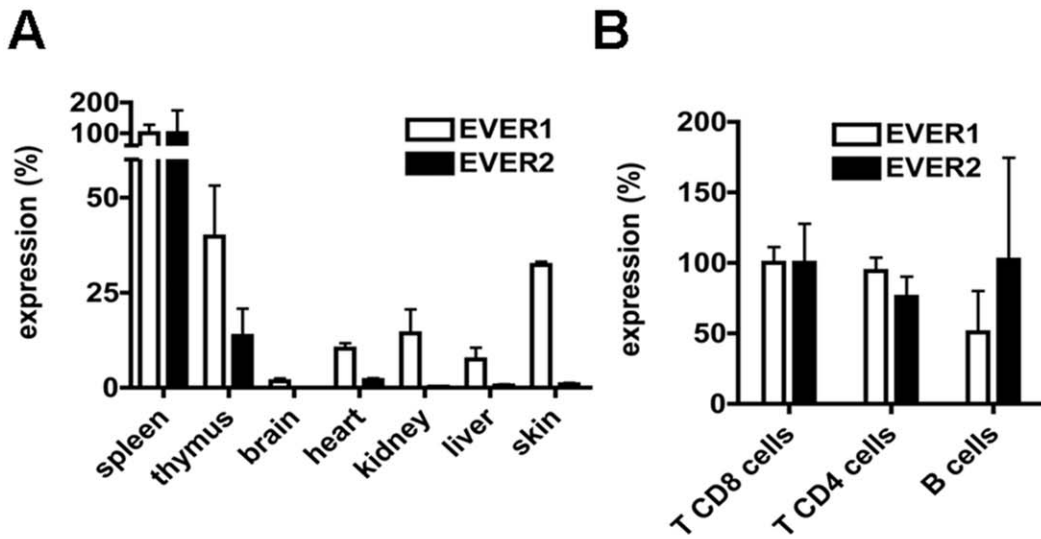 A
expression (%)
200
100
50
25
0
EVER1
EVER2
spleen
thymus
brain
heart
kidney
liver
skin
B
expression (%)
200
150
100
50
0
EVER1
EVER2
T CD8 cells
T CD4 cells
B cells